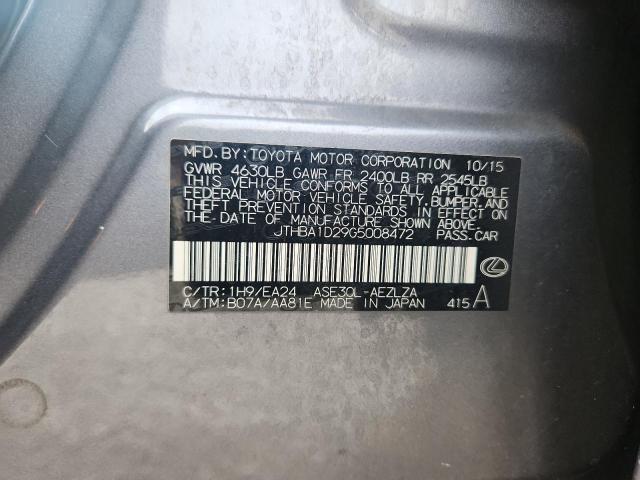 MFD. BY: TOYOTA MOTOR CORPORATION 10/15
GVWR 4630LB GAWR FR 2400LB RR 2545LB
THIS VEHICLE CONFORMS TO ALL APPLICABLE
FEDERAL MOTOR VEHICLE SAFETY, BUMPER, AND
THEFT PREVENTION STANDARDS IN EFFECT ON
THE DATE OF MANUFACTURE SHOWN ABOVE.
JTHBA1D29G5008472 PASS. CAR
C/TR: 1H9/EA24 ASE30L-AEZLZA
A/TM: B07A/AA81E MADE IN JAPAN 415 A